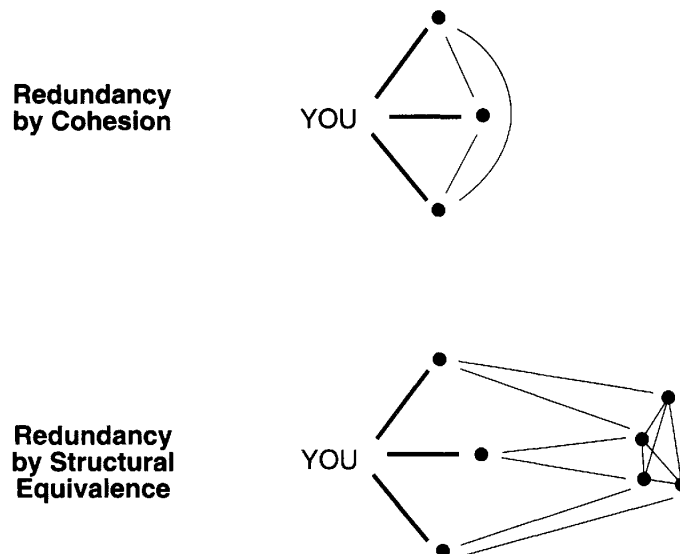 Redundancy
by Cohesion
YOU
Redundancy
by Structural
Equivalence
YOU